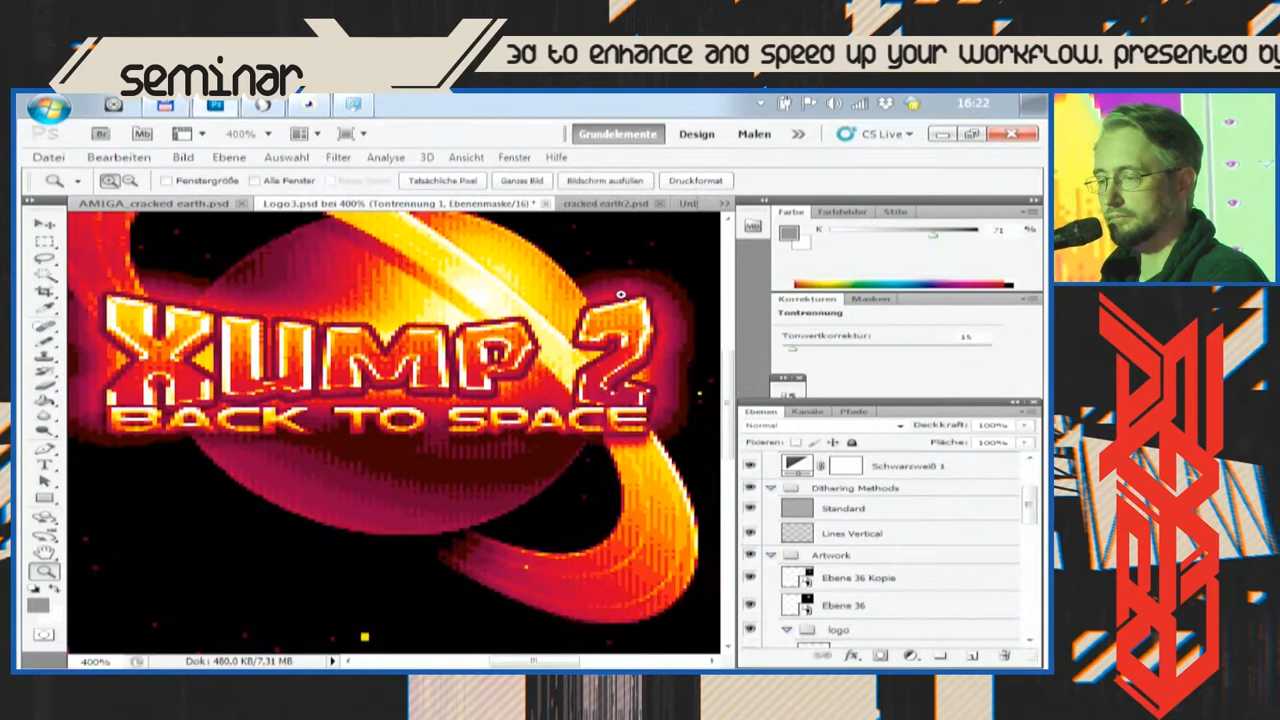 seminar
3d to enhance and speed up your workflow. presented by
16:22
Ps
Br
Mb
400%
Grundelemente
Design
Malen
CS Live
Datei
Bearbeiten
Bild
Ebene
Auswahl
Filter
Analyse
3D
Ansicht
Fenster
Hilfe
Fenstergröße
Alle Fenster
Tatsächliche Pixel
Ganzes Bild
Bildschirm ausfüllen
Druckformat
AMIGA_cracked earth.psd
Logo3.psd bei 400% (Tontrennung 1, Ebenenmaske/16) *
cracked earth2.psd
Farbe
Farbfelder
Stile
K
71
%
XUMP 2
BACK TO SPACE
Korrekturen
Masken
Tontrennung
Tonwertkorrektur:
15
Ebenen
Kanäle
Pfade
Normal
Deckkraft:
100%
Fixieren:
Fläche:
100%
Schwarzweiß 1
Dithering Methods
Standard
Lines Vertical
Artwork
Ebene 36 Kopie
Ebene 36
logo
400%
Dok: 480,0 KB/7,31 MB